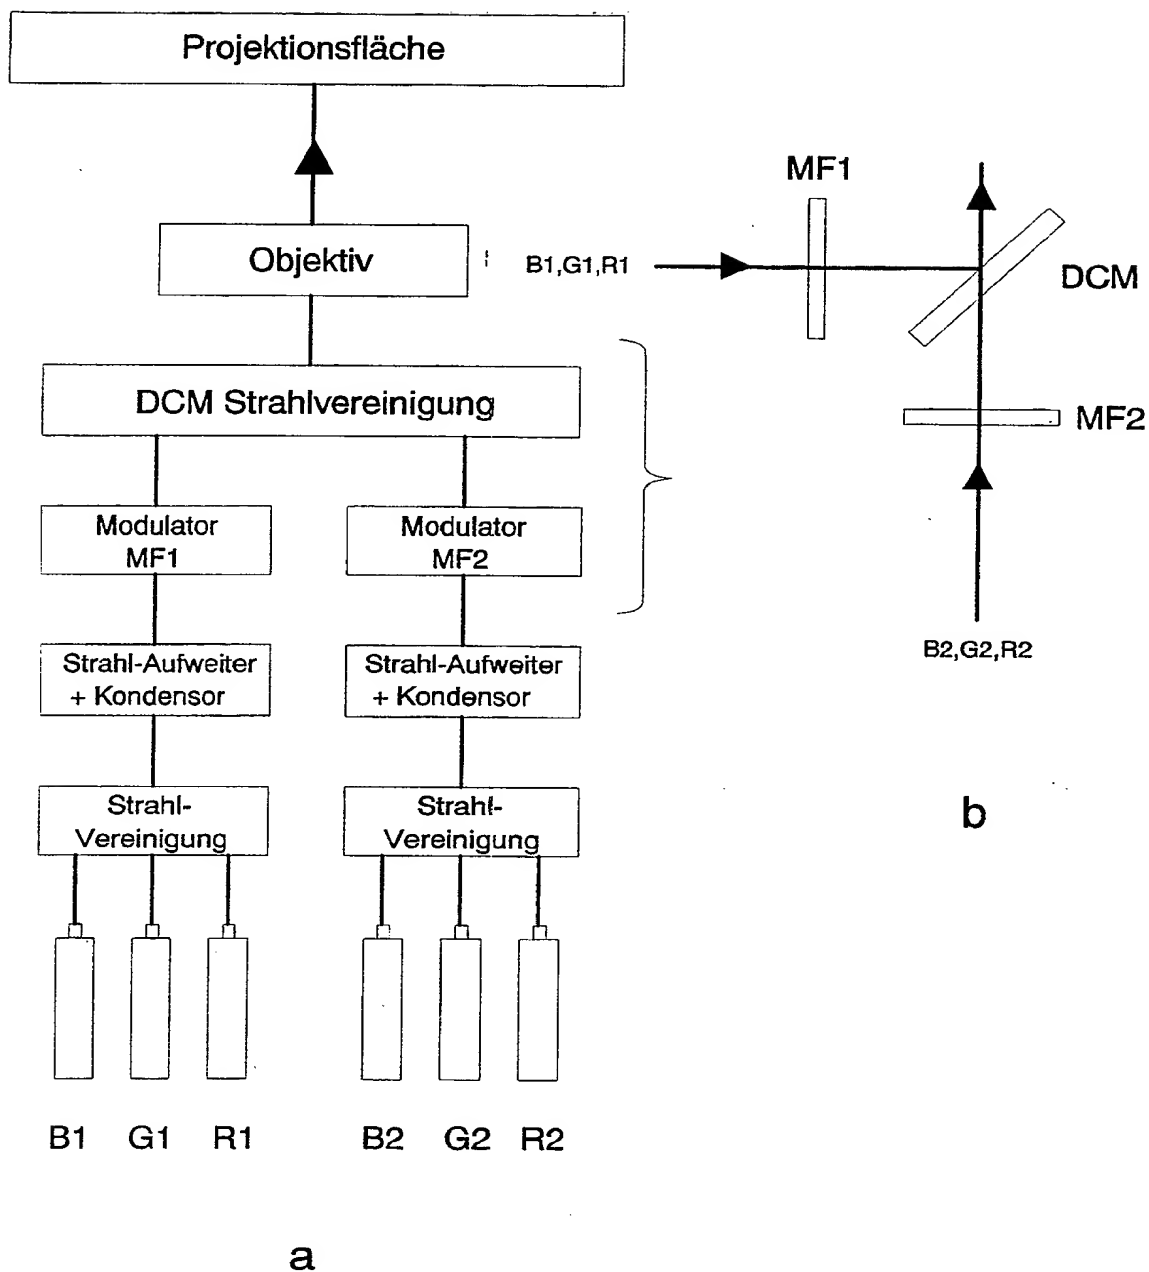 Projektionsfläche
Objektiv
DCM Strahlvereinigung
Modulator
MF1
Modulator
MF2
Strahl-Aufweiter
+ Kondensor
Strahl-Aufweiter
+ Kondensor
Strahl-
Vereinigung
Strahl-
Vereinigung
B1 G1 R1 B2 G2 R2
a
MF1
B1,G1,R1
DCM
MF2
B2,G2,R2
b